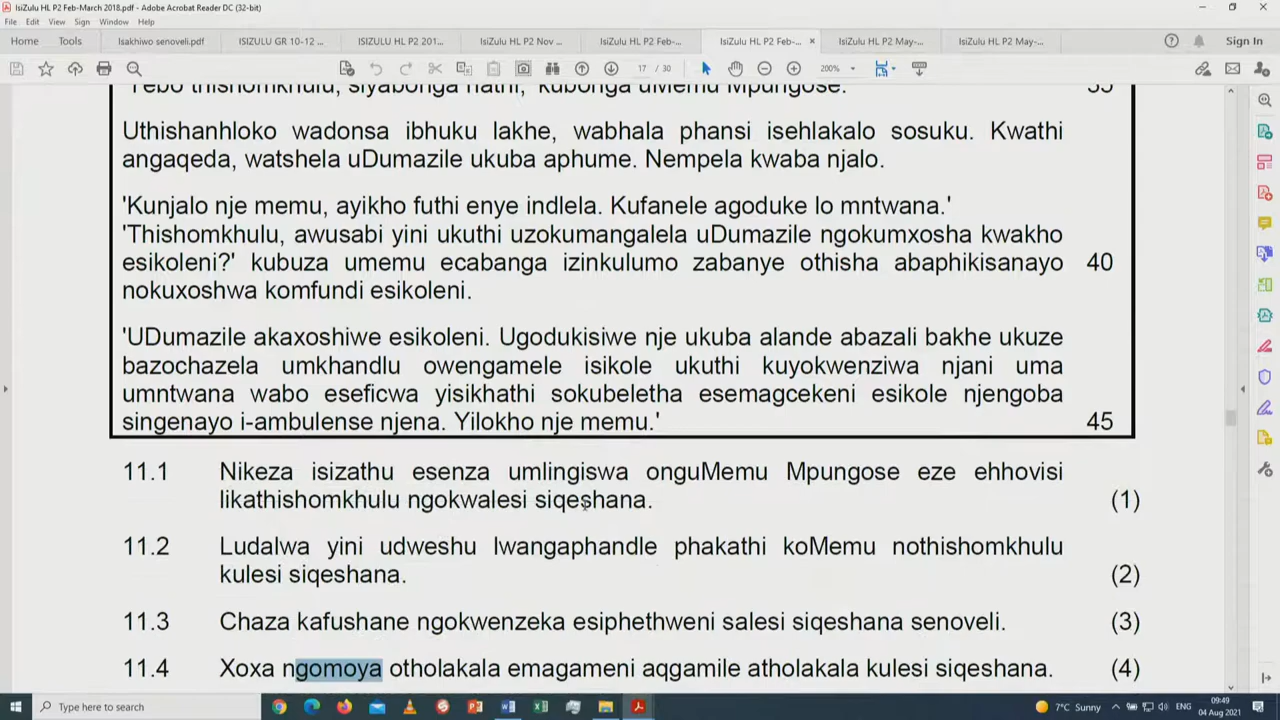 IsiZulu HL P2 Feb-March 2018.pdf - Adobe Acrobat Reader DC (32-bit)
File Edit View Sign Window Help
Home Tools Isakhiwo senoveli.pdf ISIZULU GR 10-12 ... ISIZULU HL P2 201... IsiZulu HL P2 Nov ... IsiZulu HL P2 Feb-... IsiZulu HL P2 Feb-... × IsiZulu HL P2 May-... IsiZulu HL P2 May-... Sign In
17 / 30 200%
'Yebo thishomkhulu, siyabonga nathi,' kubonga uMemu Mpungose. 35
Uthishanhloko wadonsa ibhuku lakhe, wabhala phansi isehlakalo sosuku. Kwathi
angaqeda, watshela uDumazile ukuba aphume. Nempela kwaba njalo.
'Kunjalo nje memu, ayikho futhi enye indlela. Kufanele agoduke lo mntwana.'
'Thishomkhulu, awusabi yini ukuthi uzokumangalela uDumazile ngokumxosha kwakho
esikoleni?' kubuza umemu ecabanga izinkulumo zabanye othisha abaphikisanayo 40
nokuxoshwa komfundi esikoleni.
'UDumazile akaxoshiwe esikoleni. Ugodukisiwe nje ukuba alande abazali bakhe ukuze
bazochazela umkhandlu owengamele isikole ukuthi kuyokwenziwa njani uma
umntwana wabo eseficwa yisikhathi sokubeletha esemagcekeni esikole njengoba
singenayo i-ambulense njena. Yilokho nje memu.' 45
11.1 Nikeza isizathu esenza umlingiswa onguMemu Mpungose eze ehhovisi
likathishomkhulu ngokwalesi siqeshana. (1)
11.2 Ludalwa yini udweshu lwangaphandle phakathi koMemu nothishomkhulu
kulesi siqeshana. (2)
11.3 Chaza kafushane ngokwenzeka esiphethweni salesi siqeshana senoveli. (3)
11.4 Xoxa ngomoya otholakala emagameni aqgamile atholakala kulesi siqeshana. (4)
Type here to search 7°C Sunny ENG 09:49
04 Aug 2021